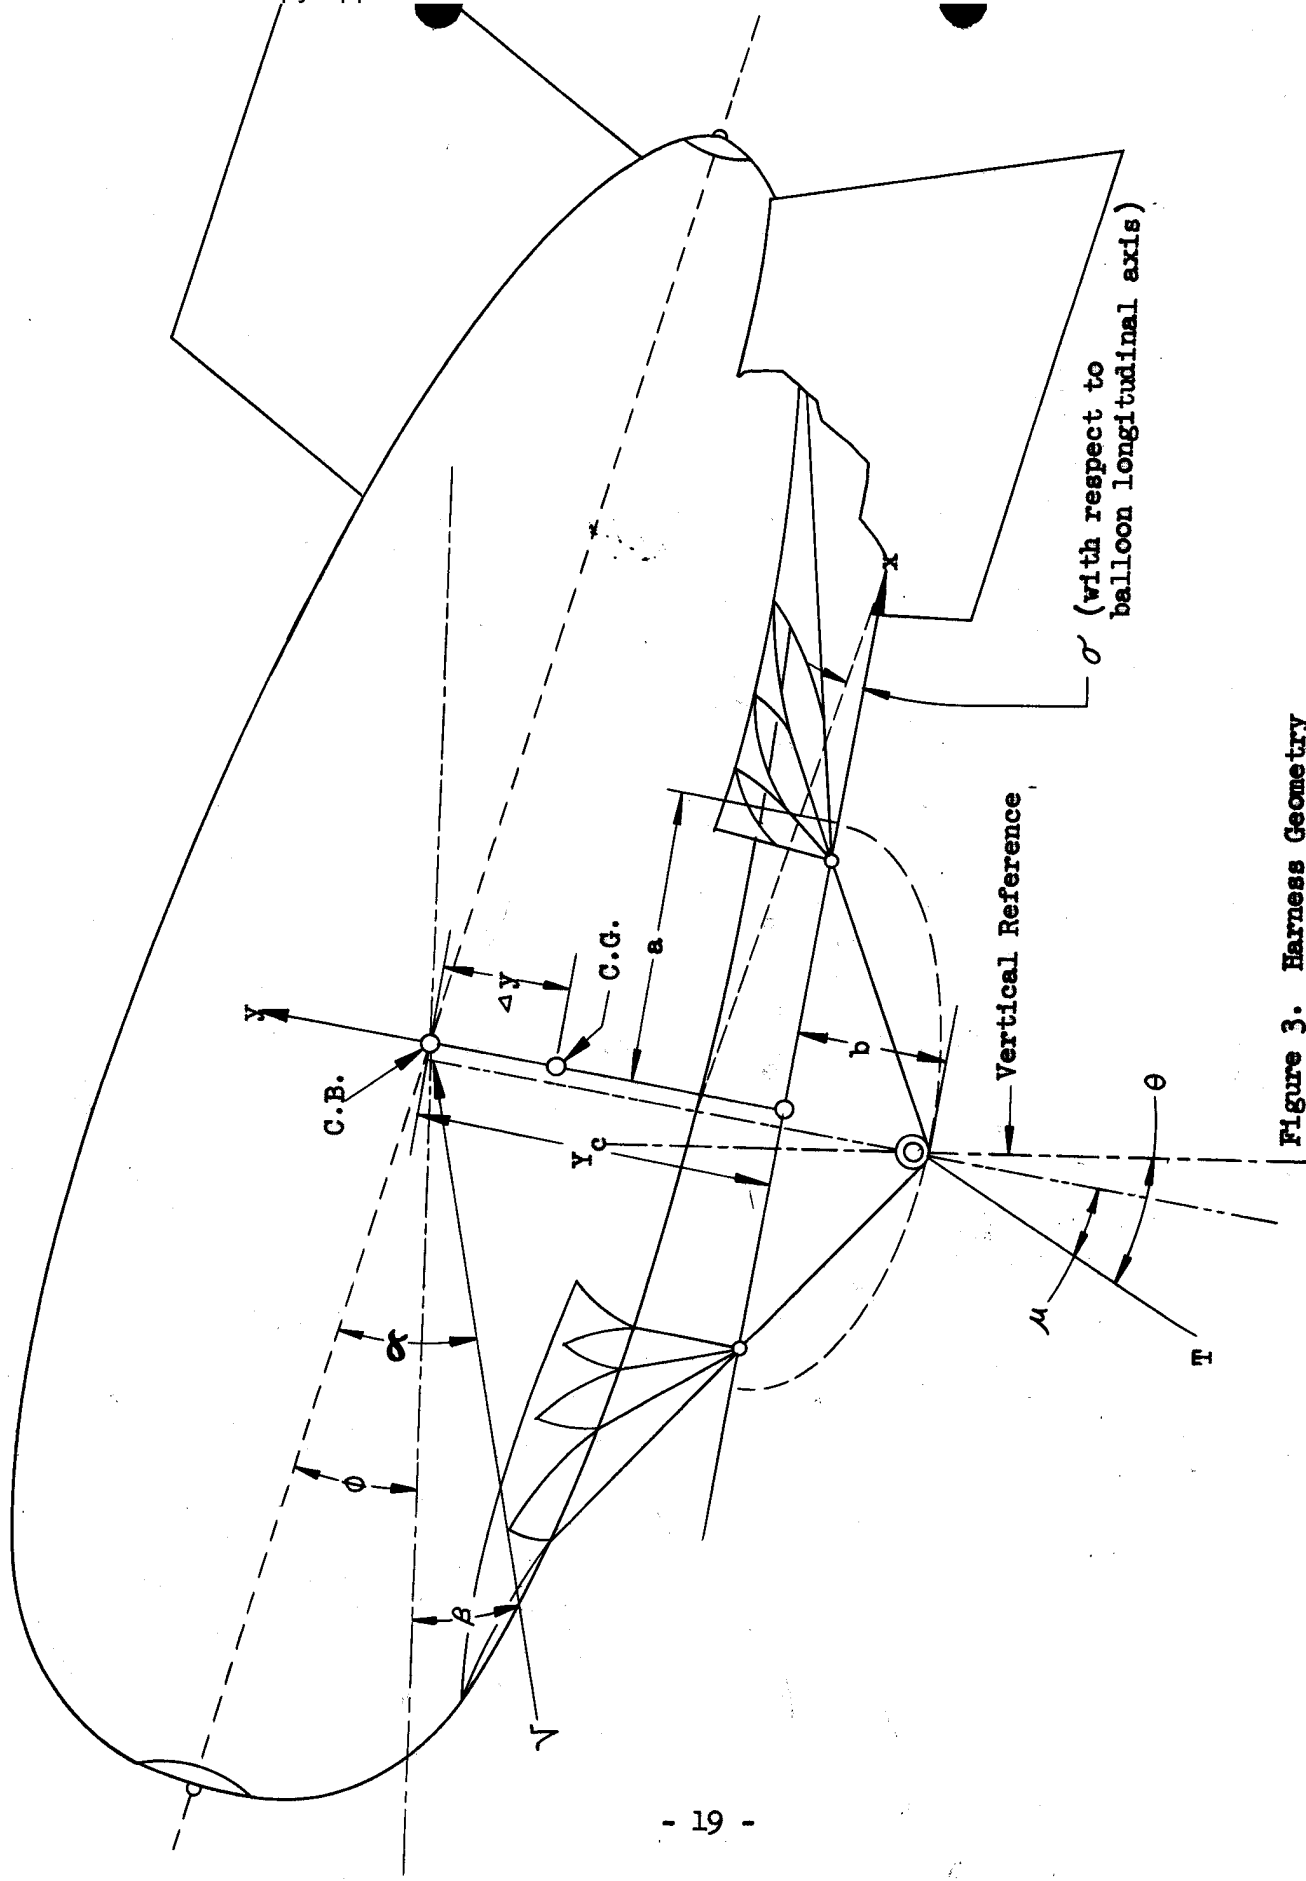 y
C.B.
Δy
C.G.
a
x
σ (with respect to
balloon longitudinal axis)
α
φ
β
V
Yc
b
Vertical Reference
μ
θ
T
Figure 3. Harness Geometry
- 19 -